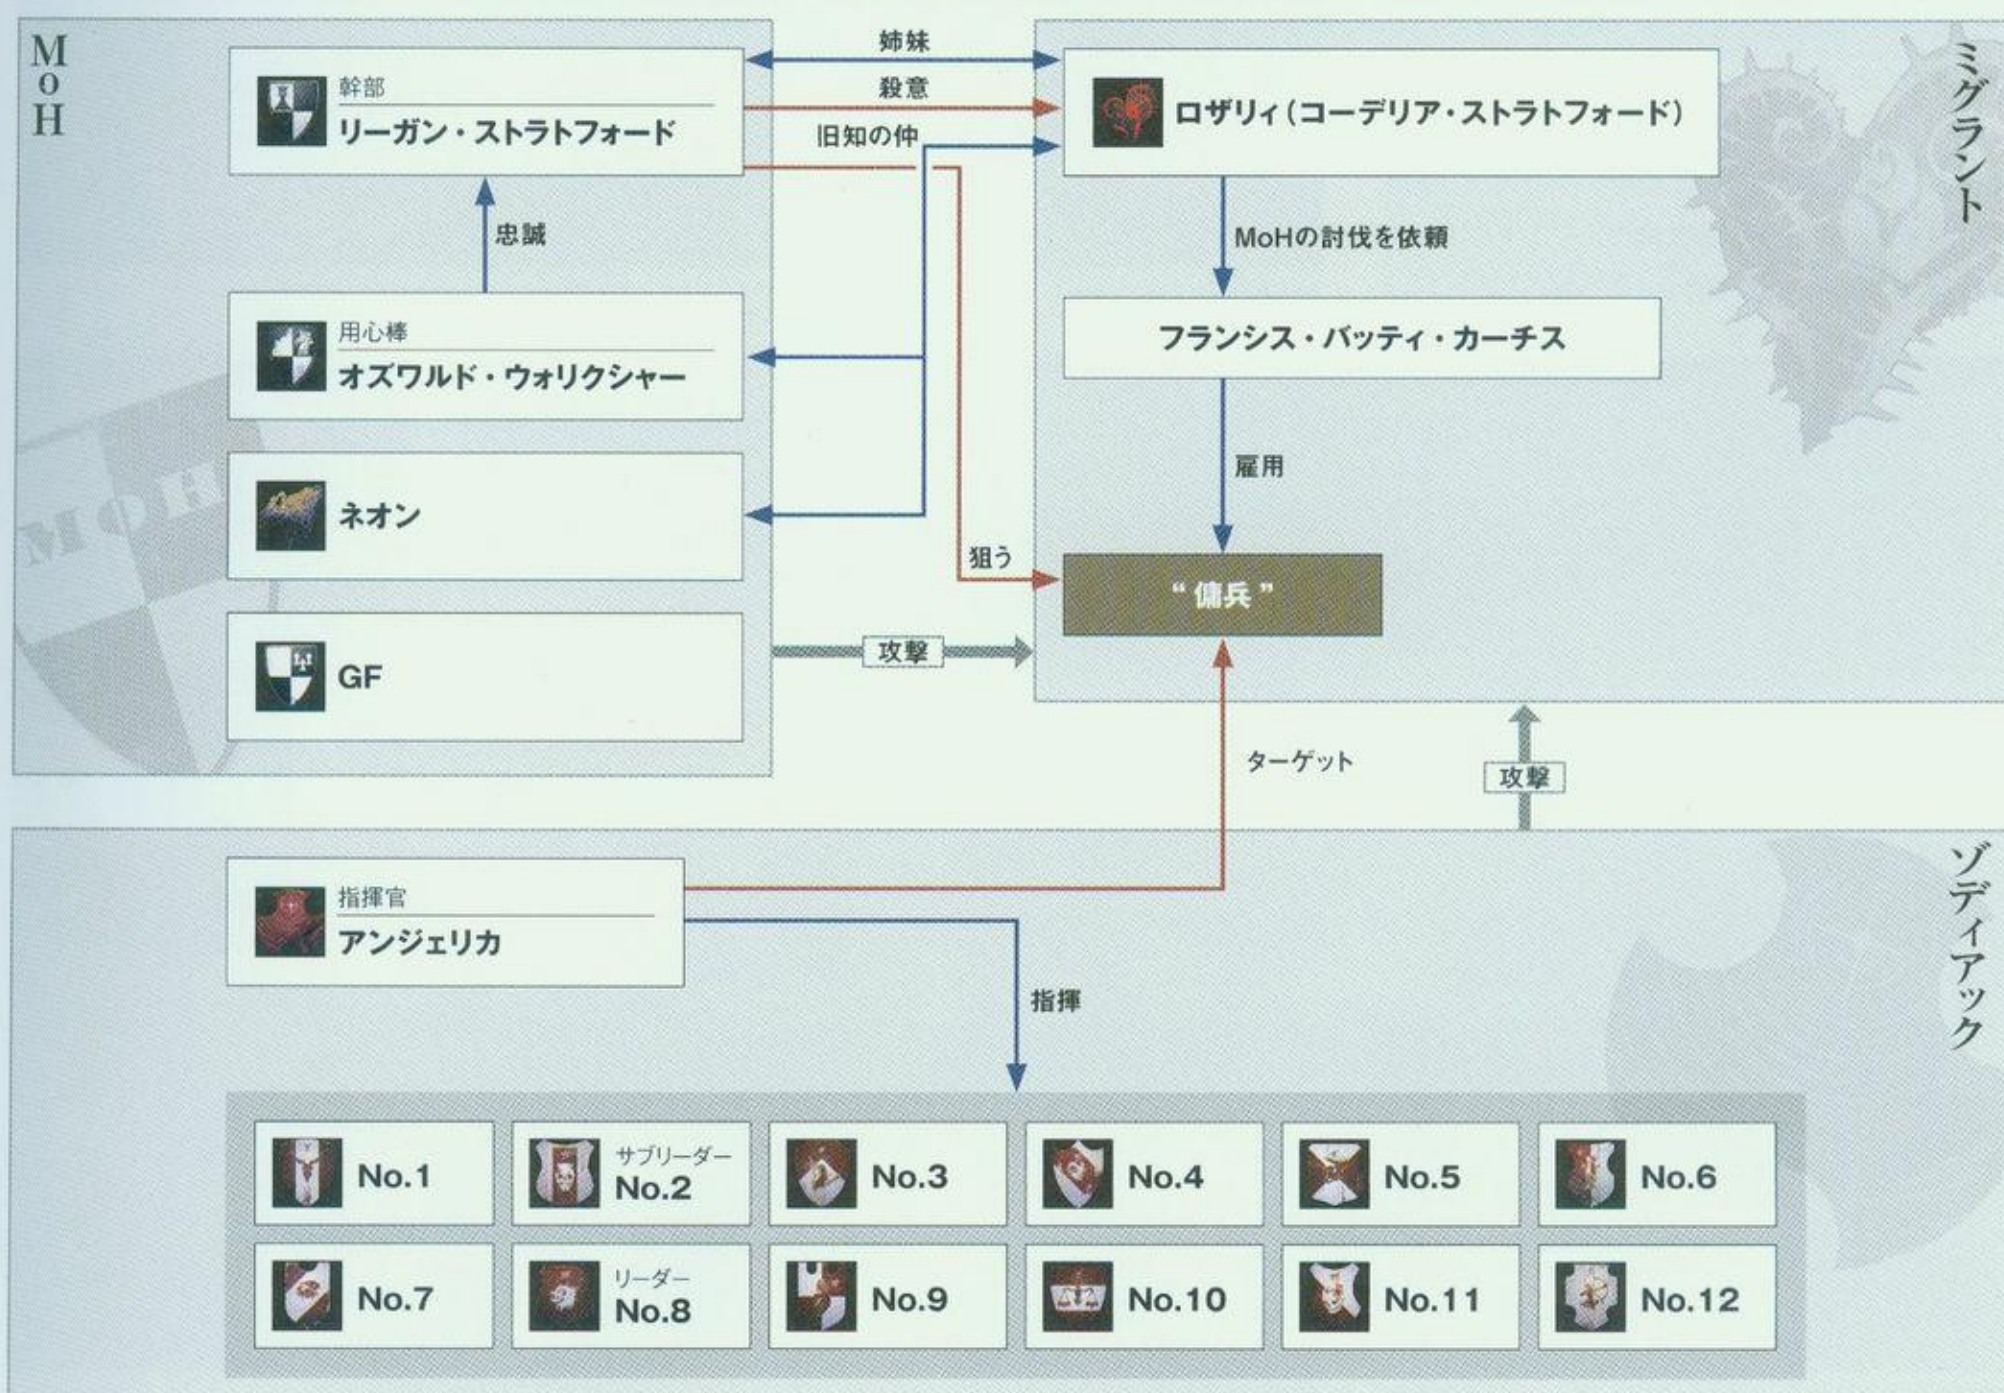 MoH
姉妹
殺意
旧知の仲
幹部
リーガン・ストラトフォード
忠誠
用心棒
オズワルド・ウォリクシャー
ネオン
GF
MOH
ミグラント
ロザリィ(コーデリア・ストラトフォード)
MoHの討伐を依頼
フランシス・バッティ・カーチス
雇用
狙う
“傭兵”
攻撃
ターゲット
攻撃
ゾディアック
指揮官
アンジェリカ
指揮
No.1
サブリーダー
No.2
No.3
No.4
No.5
No.6
No.7
リーダー
No.8
No.9
No.10
No.11
No.12